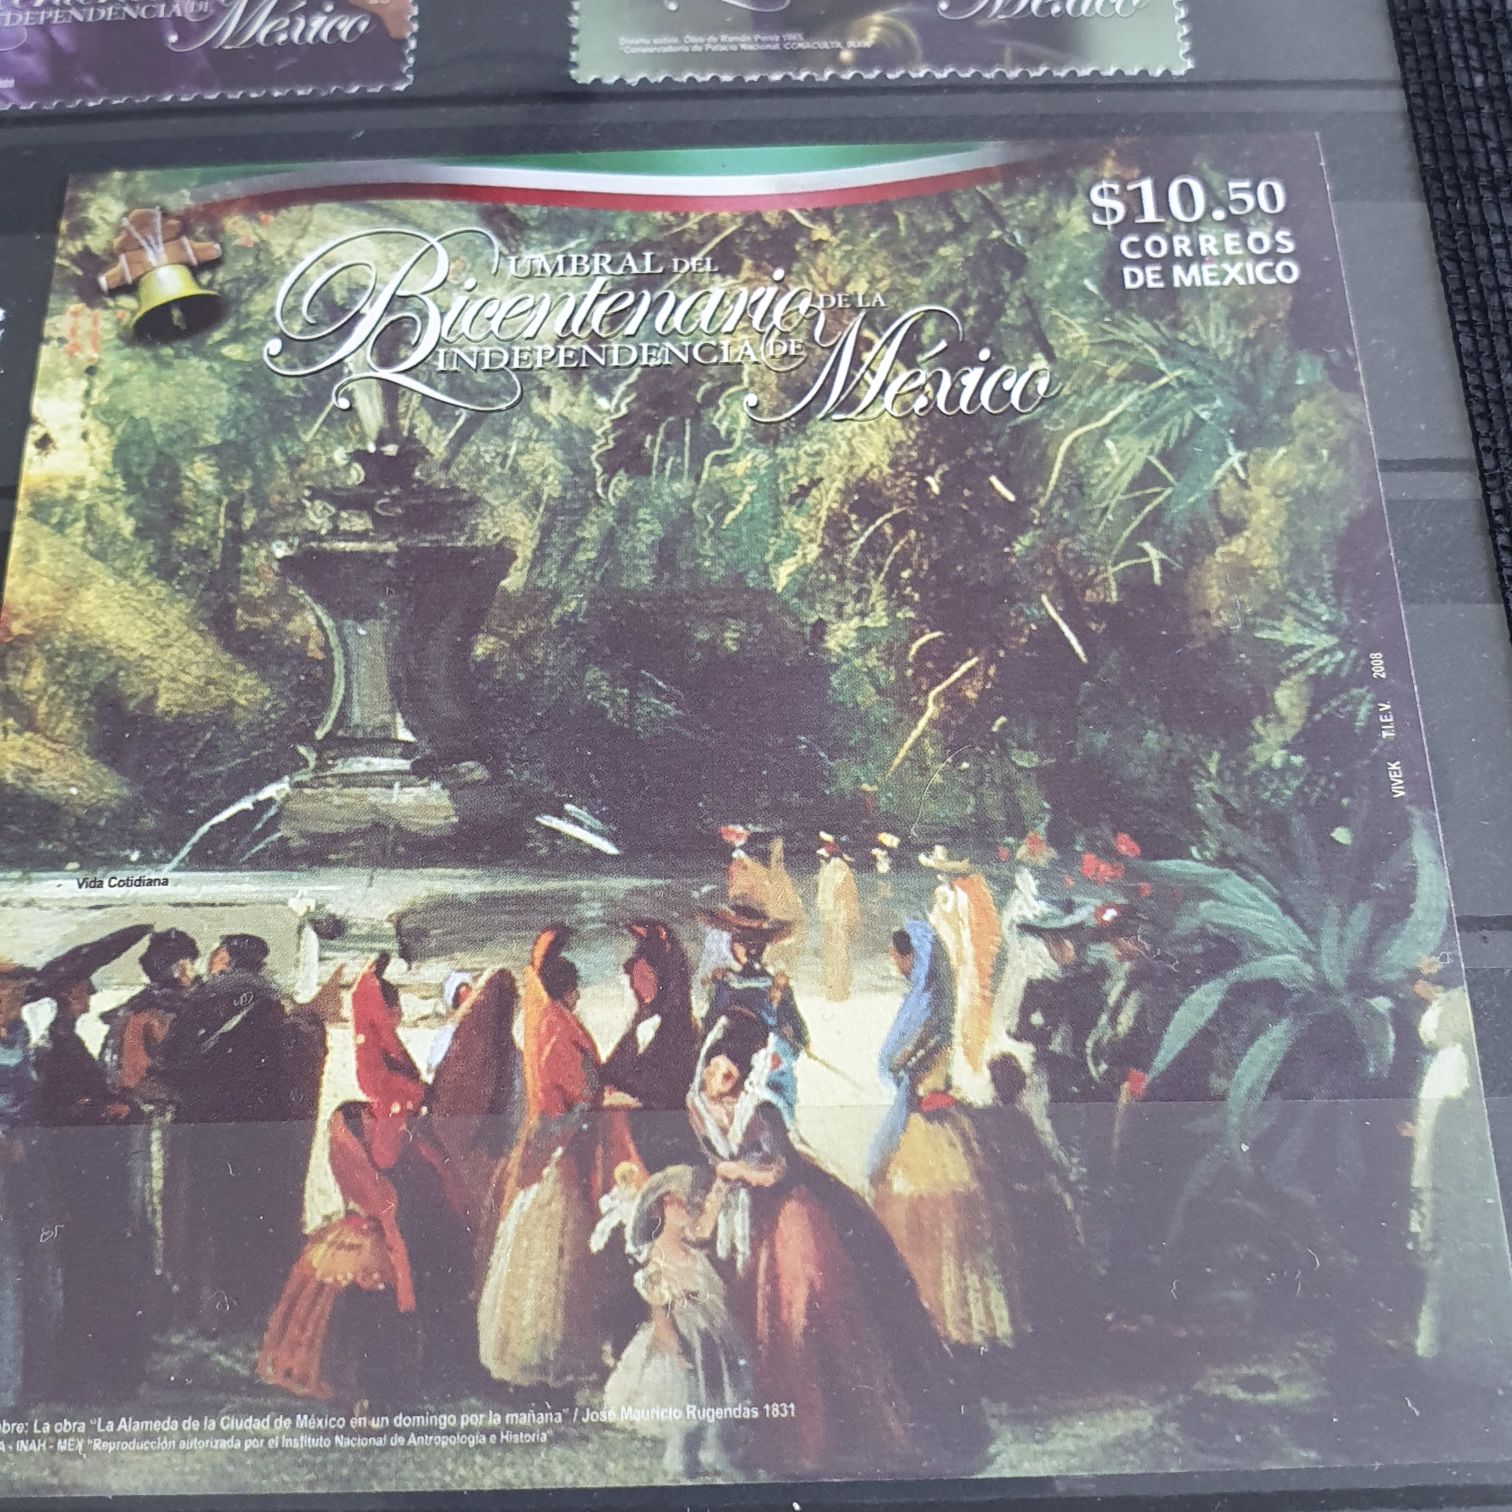 INDEPENDENCIA DE
México
México
Diseño sobre: Óleo de Ramón Pérez
"Conservaduría de Palacio Nacional, CONACULTA, INAH"
$10.50
CORREOS
DE MÉXICO
UMBRAL DEL
Bicentenario DE LA
INDEPENDENCIA DE
México
VIVEK T.I.E.V. 2008
Vida Cotidiana
bre: La obra "La Alameda de la Ciudad de México en un domingo por la mañana" / José Mauricio Rugendas 1831
A - INAH - MEX "Reproducción autorizada por el Instituto Nacional de Antropología e Historia"